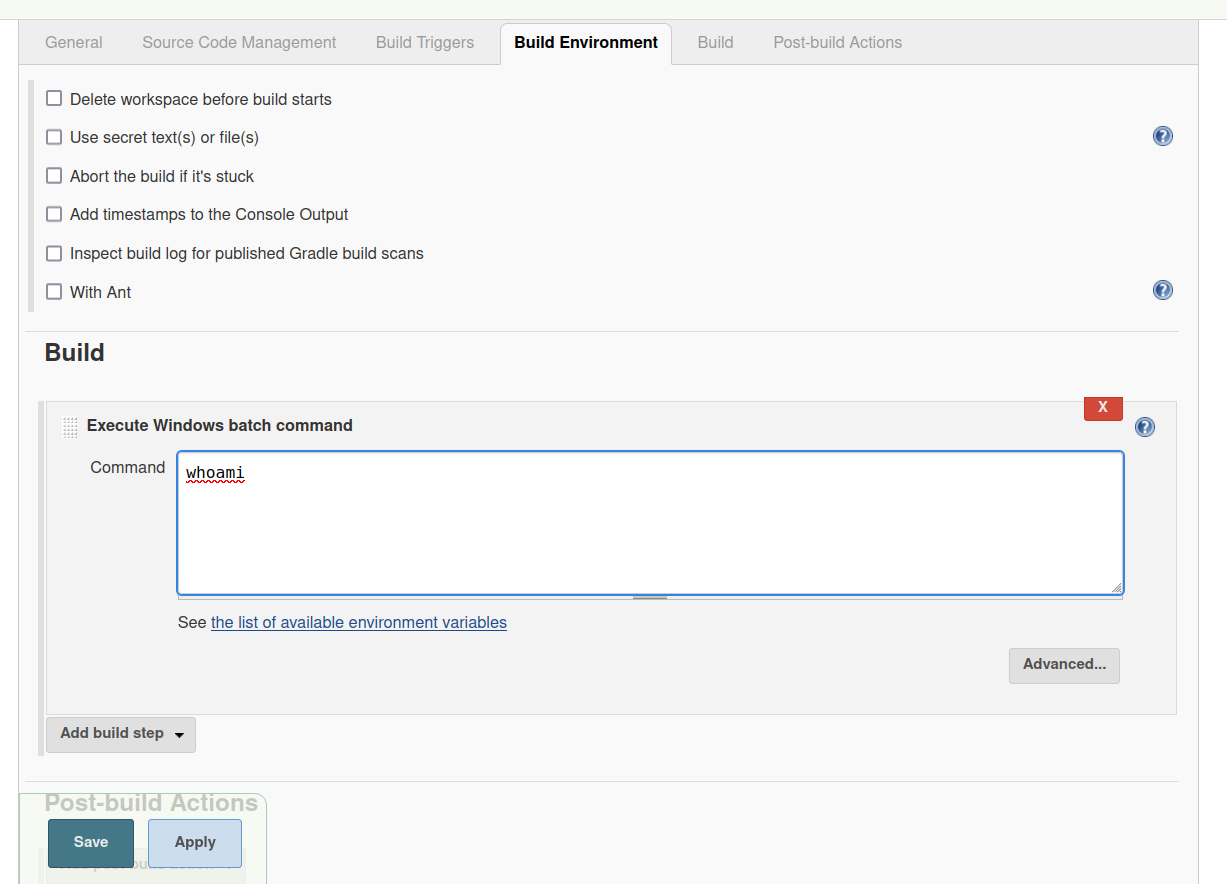 General Source Code Management Build Triggers Build Environment Build Post-build Actions
Delete workspace before build starts
Use secret text(s) or file(s)
?
Abort the build if it's stuck
Add timestamps to the Console Output
Inspect build log for published Gradle build scans
With Ant
?
Build
X
Execute Windows batch command
?
Command
whoami
See the list of available environment variables
Advanced...
Add build step
Post-build Actions
Save Apply